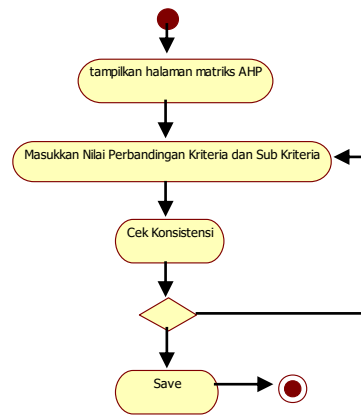 tampilkan halaman matriks AHP
Masukkan Nilai Perbandingan Kriteria dan Sub Kriteria
Cek Konsistensi
Save